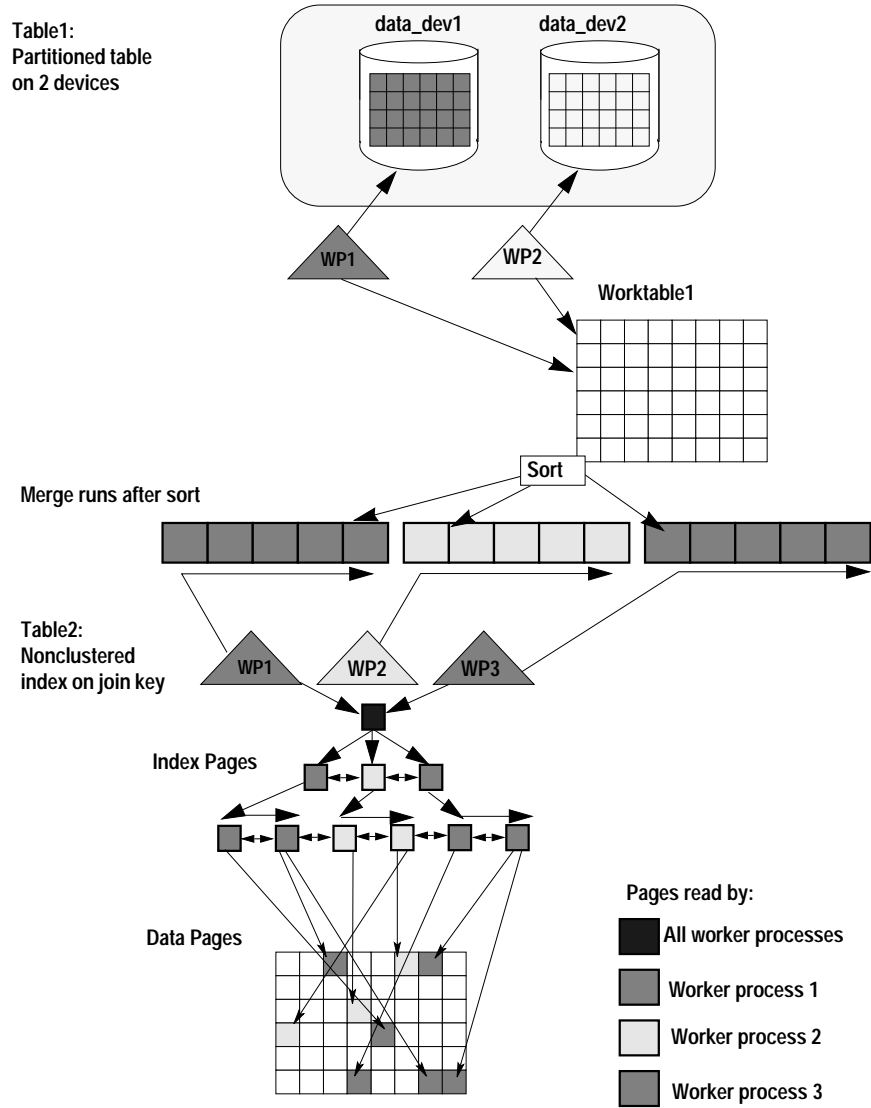 Table1:
Partitioned table
on 2 devices
data_dev1
data_dev2
WP1
WP2
Worktable1
Sort
Merge runs after sort
Table2:
Nonclustered
index on join key
WP1
WP2
WP3
Index Pages
Data Pages
Pages read by:
All worker processes
Worker process 1
Worker process 2
Worker process 3